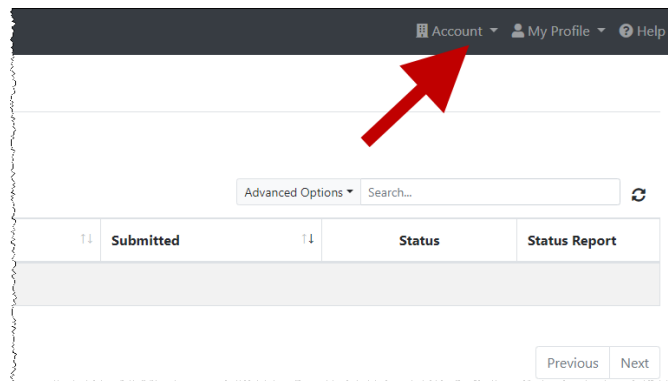 Account My Profile Help
Advanced Options Search...
Submitted Status Status Report
Previous Next